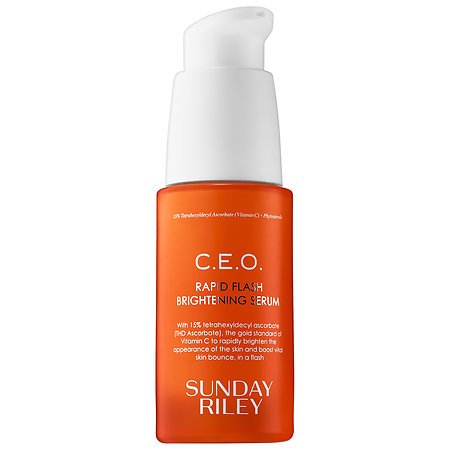 15% Tetrahexyldecyl Ascorbate (Vitamin C) + Phytosterols
C.E.O.
RAPID FLASH
BRIGHTENING SERUM
With 15% tetrahexyldecyl ascorbate
(THD Ascorbate), the gold standard of
Vitamin C to rapidly brighten the
appearance of the skin and boost vital
skin bounce, in a flash
SUNDAY
RILEY